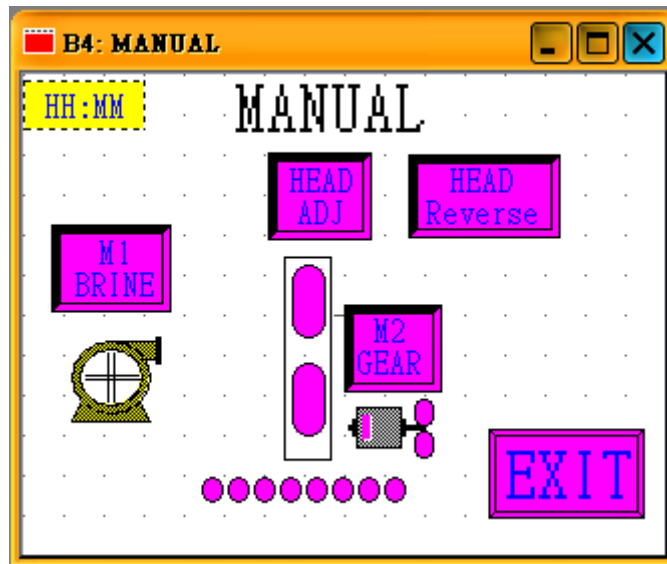 B4: MANUAL
HH:MM
MANUAL
HEAD
ADJ
HEAD
Reverse
M1
BRINE
M2
GEAR
EXIT